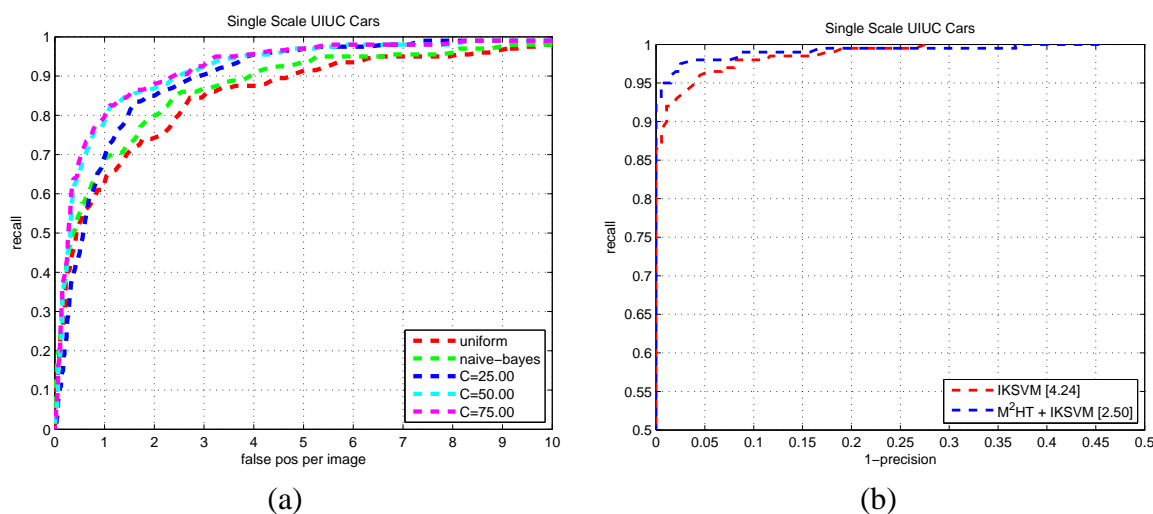 Single Scale UIUC Cars
1
0.9
0.8
0.7
0.6
0.5
0.4
0.3
0.2
0.1
0
recall
0 1 2 3 4 5 6 7 8 9 10
false pos per image
uniform
naive−bayes
C=25.00
C=50.00
C=75.00
(a)
Single Scale UIUC Cars
1
0.95
0.9
0.85
0.8
0.75
0.7
0.65
0.6
0.55
0.5
recall
0 0.05 0.1 0.15 0.2 0.25 0.3 0.35 0.4 0.45 0.5
1−precision
IKSVM [4.24]
M²HT + IKSVM [2.50]
(b)